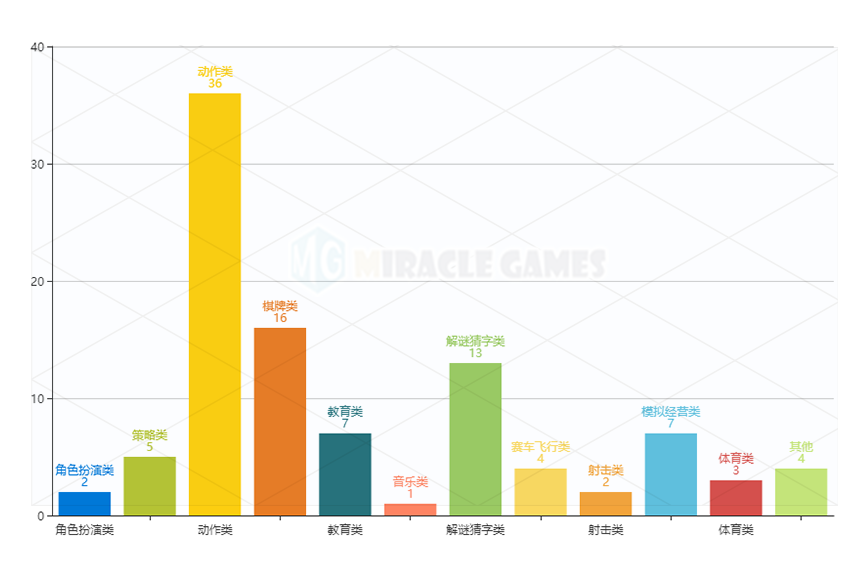 40
动作类
36
30
MG MIRACLE GAMES
20
棋牌类
16
解谜猜字类
13
10
教育类
7
模拟经营类
7
策略类
5
赛车飞行类
4
其他
4
角色扮演类
2
音乐类
1
射击类
2
体育类
3
0
角色扮演类
动作类
教育类
解谜猜字类
射击类
体育类